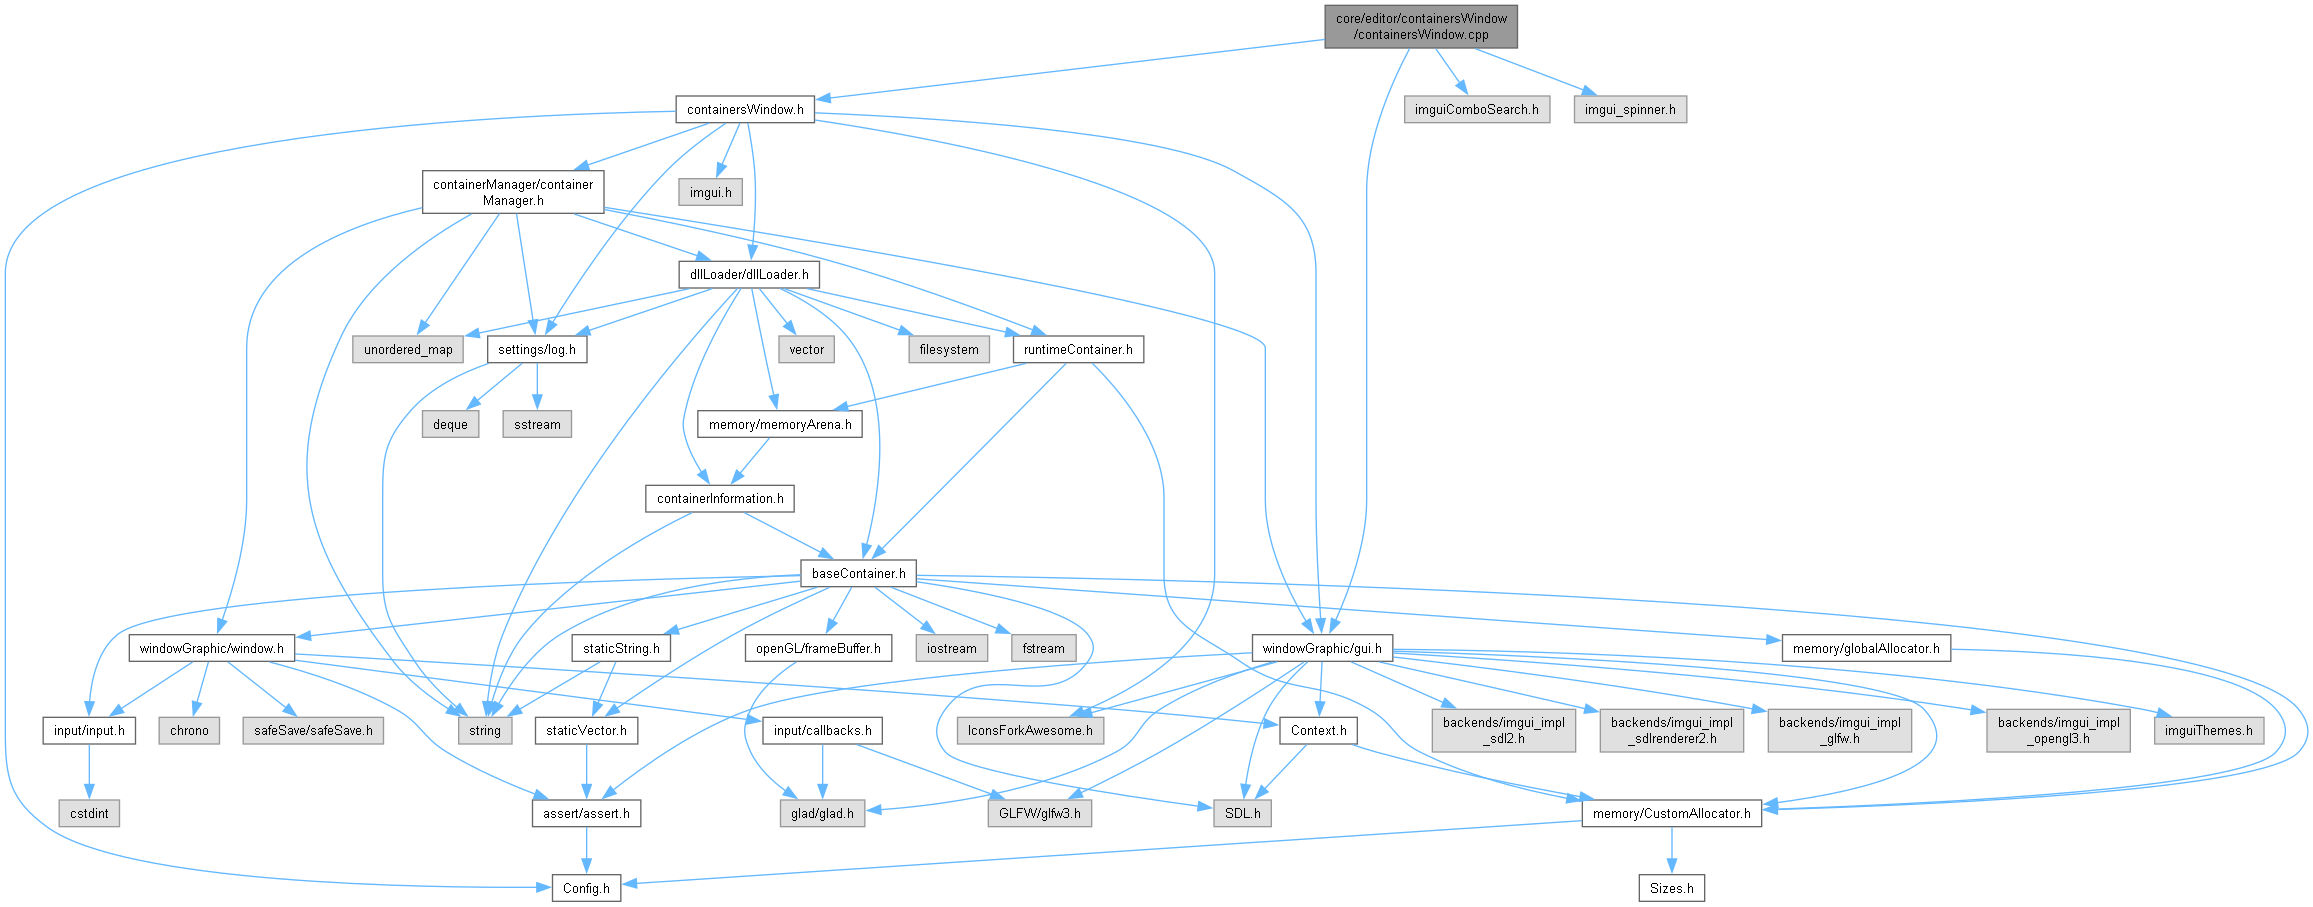 core/editor/containersWindow
/containersWindow.cpp
containersWindow.h
imguiComboSearch.h
imgui_spinner.h
containerManager/container
Manager.h
imgui.h
dllLoader/dllLoader.h
unordered_map
settings/log.h
vector
filesystem
runtimeContainer.h
deque
sstream
memory/memoryArena.h
containerInformation.h
baseContainer.h
windowGraphic/window.h
staticString.h
openGL/frameBuffer.h
iostream
fstream
windowGraphic/gui.h
memory/globalAllocator.h
input/input.h
chrono
safeSave/safeSave.h
string
staticVector.h
input/callbacks.h
IconsForkAwesome.h
Context.h
backends/imgui_impl
_sdl2.h
backends/imgui_impl
_sdlrenderer2.h
backends/imgui_impl
_glfw.h
backends/imgui_impl
_opengl3.h
imguiThemes.h
cstdint
assert/assert.h
glad/glad.h
GLFW/glfw3.h
SDL.h
memory/CustomAllocator.h
Config.h
Sizes.h